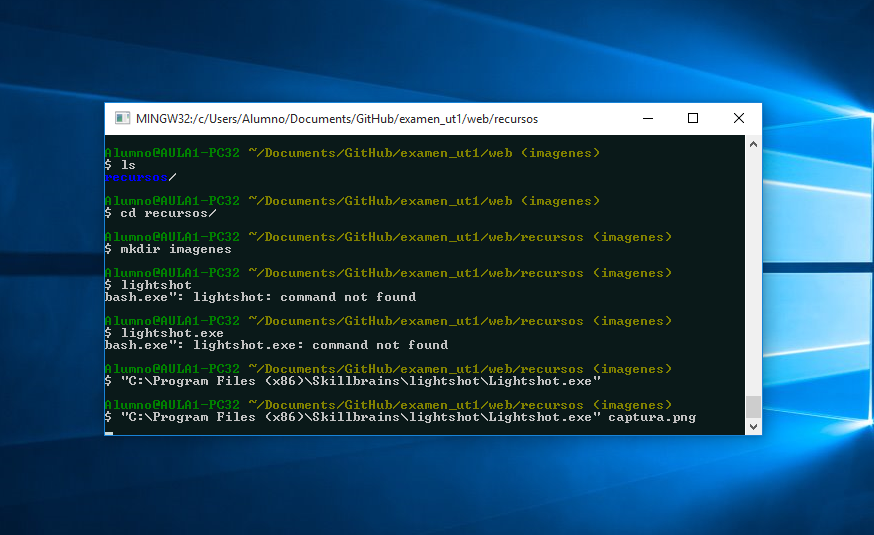 MINGW32:/c/Users/Alumno/Documents/GitHub/examen_ut1/web/recursos
Alumno@AULA1-PC32 ~/Documents/GitHub/examen_ut1/web (imagenes)
$ ls
recursos/
Alumno@AULA1-PC32 ~/Documents/GitHub/examen_ut1/web (imagenes)
$ cd recursos/
Alumno@AULA1-PC32 ~/Documents/GitHub/examen_ut1/web/recursos (imagenes)
$ mkdir imagenes
Alumno@AULA1-PC32 ~/Documents/GitHub/examen_ut1/web/recursos (imagenes)
$ lightshot
bash.exe": lightshot: command not found
Alumno@AULA1-PC32 ~/Documents/GitHub/examen_ut1/web/recursos (imagenes)
$ lightshot.exe
bash.exe": lightshot.exe: command not found
Alumno@AULA1-PC32 ~/Documents/GitHub/examen_ut1/web/recursos (imagenes)
$ "C:\Program Files (x86)\Skillbrains\lightshot\Lightshot.exe"
Alumno@AULA1-PC32 ~/Documents/GitHub/examen_ut1/web/recursos (imagenes)
$ "C:\Program Files (x86)\Skillbrains\lightshot\Lightshot.exe" captura.png